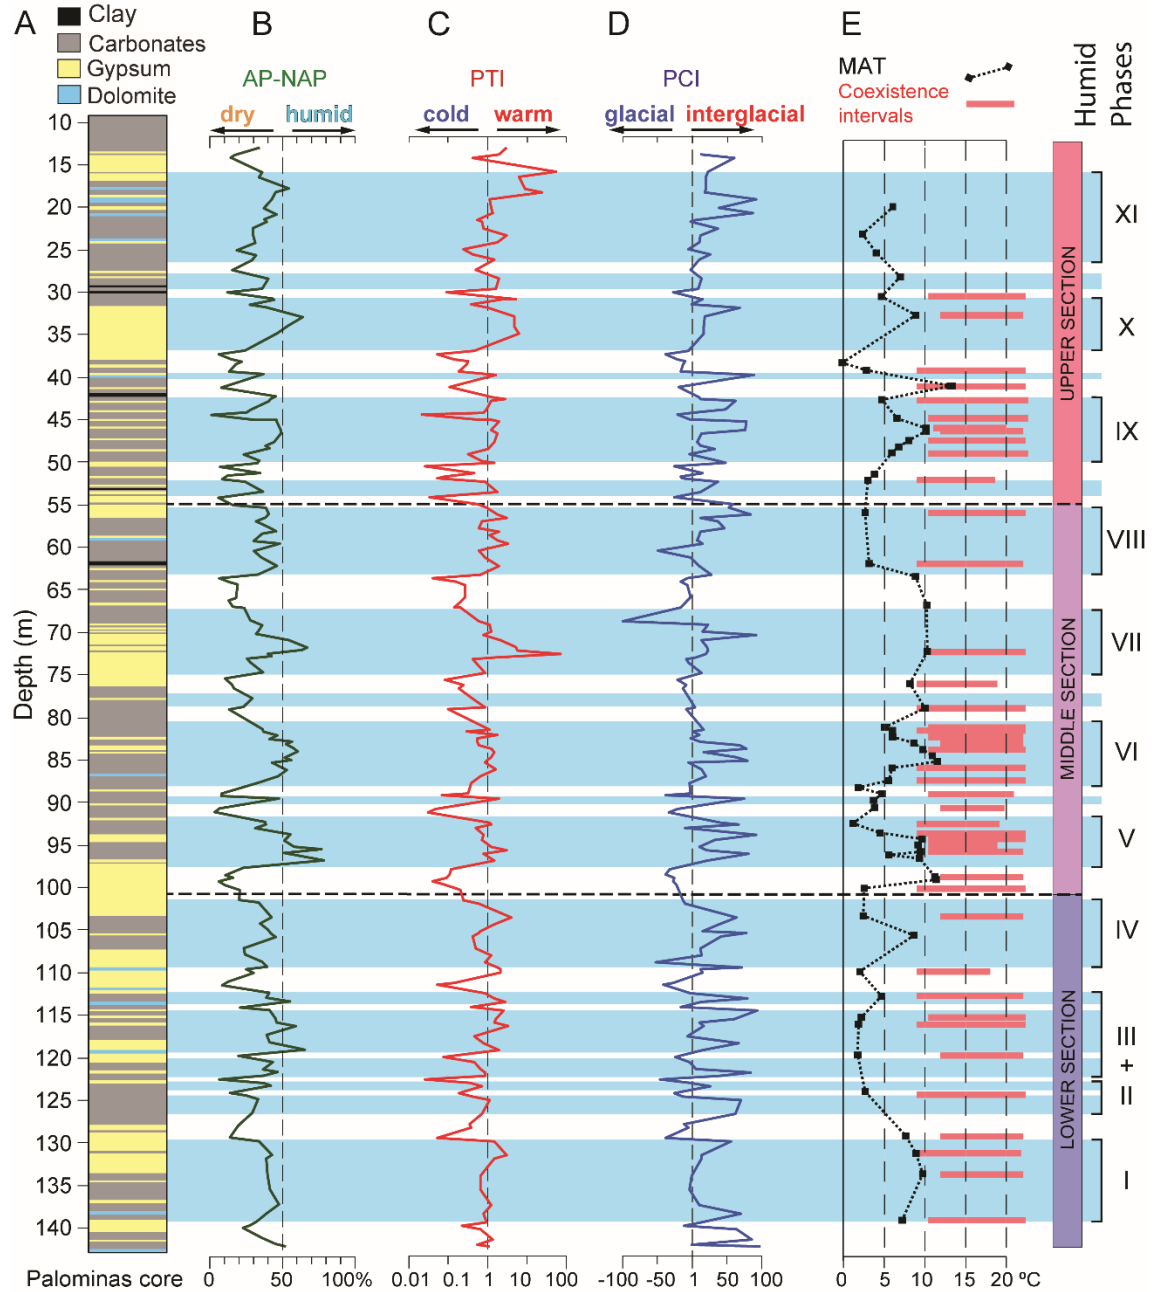 A B C D E
Clay
Carbonates
Gypsum
Dolomite
AP-NAP PTI PCI
dry humid cold warm glacial interglacial
MAT
Coexistence
intervals
Humid
Phases
Depth (m)
10
15
20
25
30
35
40
45
50
55
60
65
70
75
80
85
90
95
100
105
110
115
120
125
130
135
140
UPPER SECTION
MIDDLE SECTION
LOWER SECTION
XI
X
IX
VIII
VII
VI
V
IV
III
+
II
I
Palominas core
0 50 100%
0.01 0.1 1 10 100
-100 -50 1 50 100
0 5 10 15 20 ºC